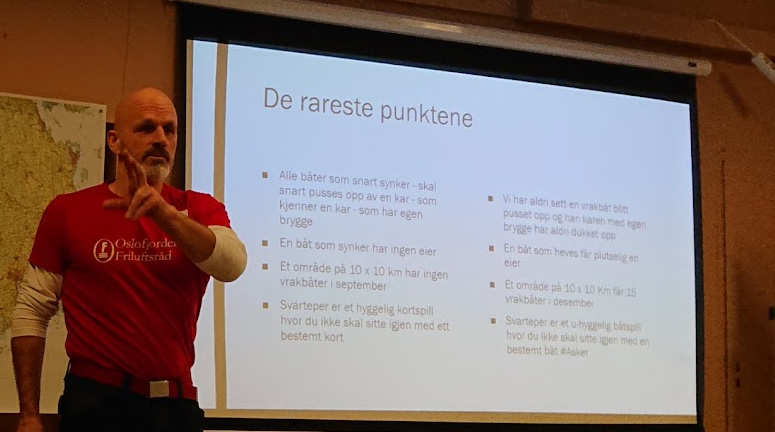 De rareste punktene
Alle båter som snart synker - skal
snart pusses opp av en kar - som
kjenner en kar - som har egen
brygge
En båt som synker har ingen eier
Et område på 10 x 10 km har ingen
vrakbåter i september
Svarteper er et hyggelig kortspill
hvor du ikke skal sitte igjen med ett
bestemt kort
Vi har aldri sett en vrakbåt blitt
pusset opp og han karen med egen
brygge har aldri dukket opp
En båt som heves får plutselig en
eier
Et område på 10 x 10 Km får 15
vrakbåter i desember
Svarteper er et u-hyggelig båtspill
hvor du ikke skal sitte igjen med en
bestemt båt #Asker
Oslofjorden
Friluftsråd